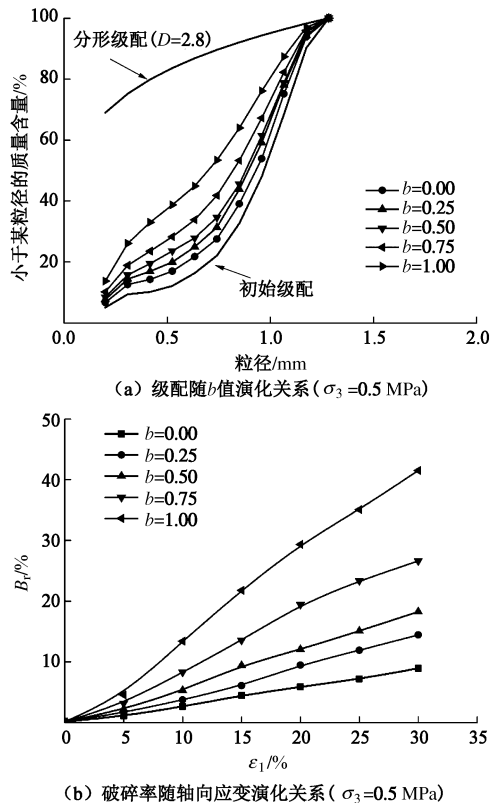 (a)
100
80
60
40
20
小于某粒径的质量含量/%
分形级配(D=2.8)
b=0.00
b=0.25
b=0.50
b=0.75
b=1.00
初始级配
0.0 0.5 1.0 1.5 2.0
粒径/mm
（a）级配随b值演化关系( σ3 =0.5 MPa)
50
40
30
20
10
Br/%
b=0.00
b=0.25
b=0.50
b=0.75
b=1.00
0 5 10 15 20 25 30 35
ε1/%
（b）破碎率随轴向应变演化关系( σ3=0.5 MPa)